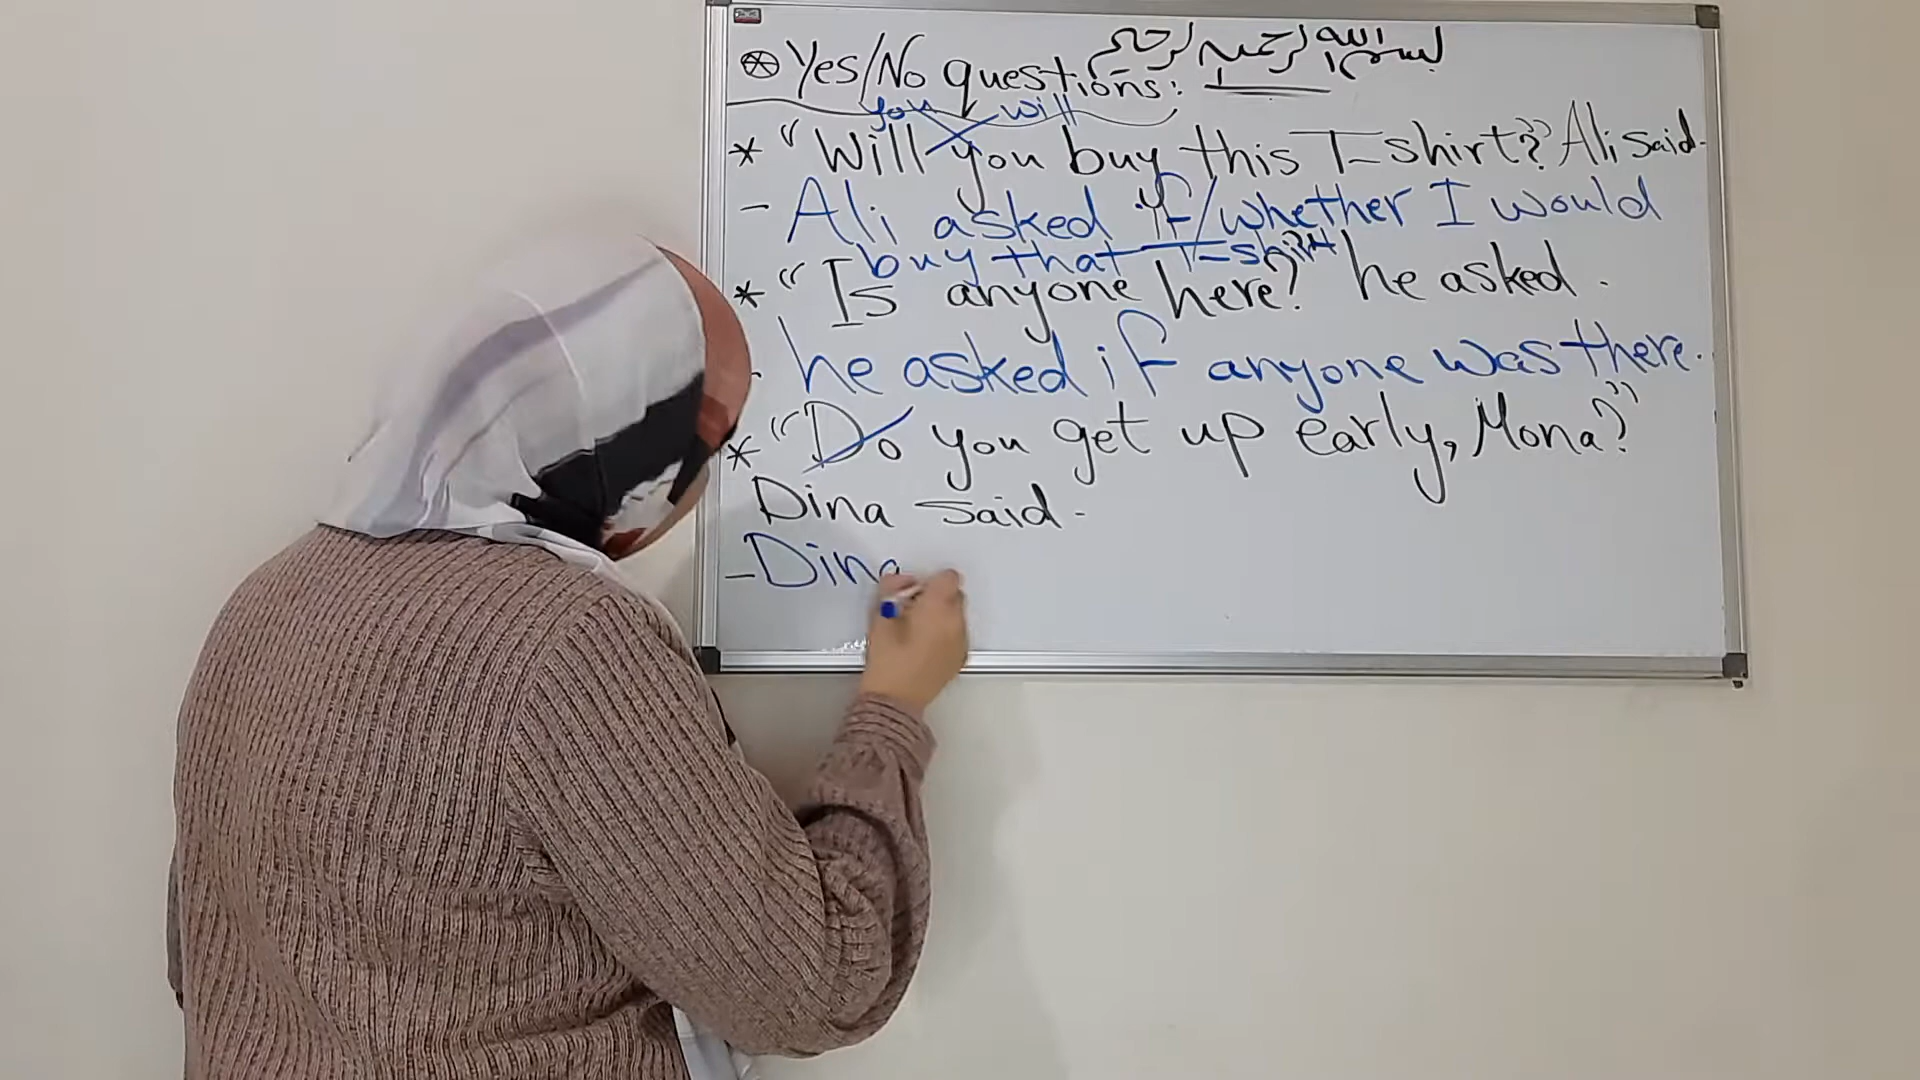 بسم الله الرحمن الرحيم
⊛ Yes/No questions:
you will
* "Will you buy this T-shirt?" Ali said.
- Ali asked if/whether I would
buy that T-shirt
* "Is anyone here?" he asked.
- he asked if anyone was there.
* "Do you get up early, Mona?"
Dina said.
- Dina